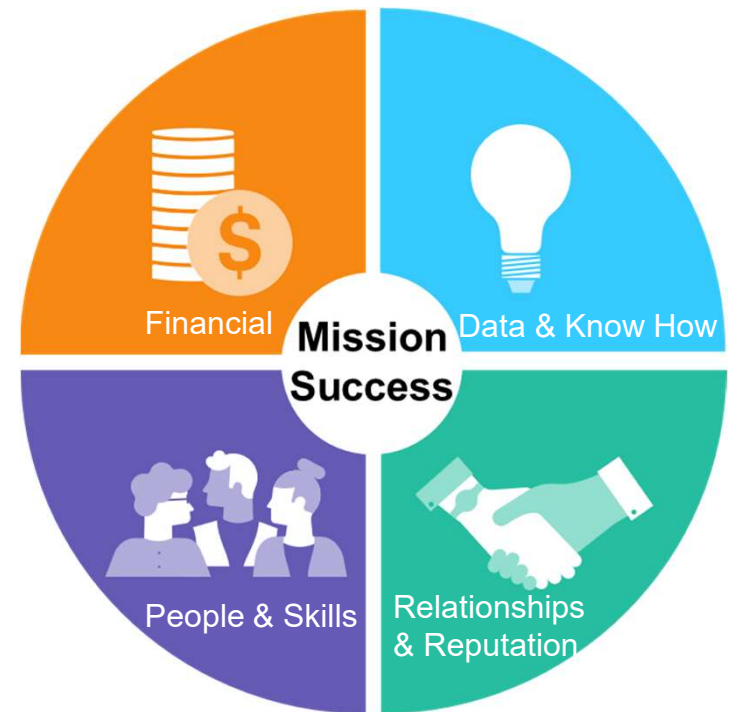 $
Financial
Data & Know How
Mission
Success
People & Skills
Relationships
& Reputation